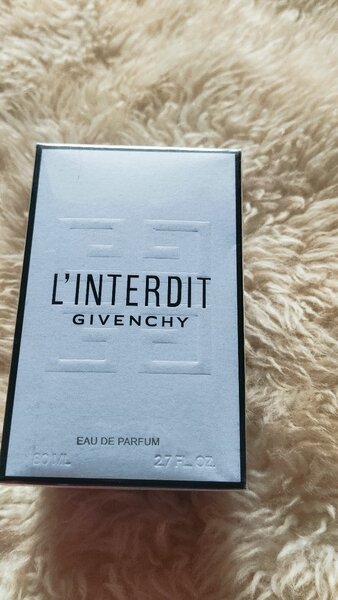 L'INTERDIT
GIVENCHY
EAU DE PARFUM
80 ML 2.7 FL. OZ.